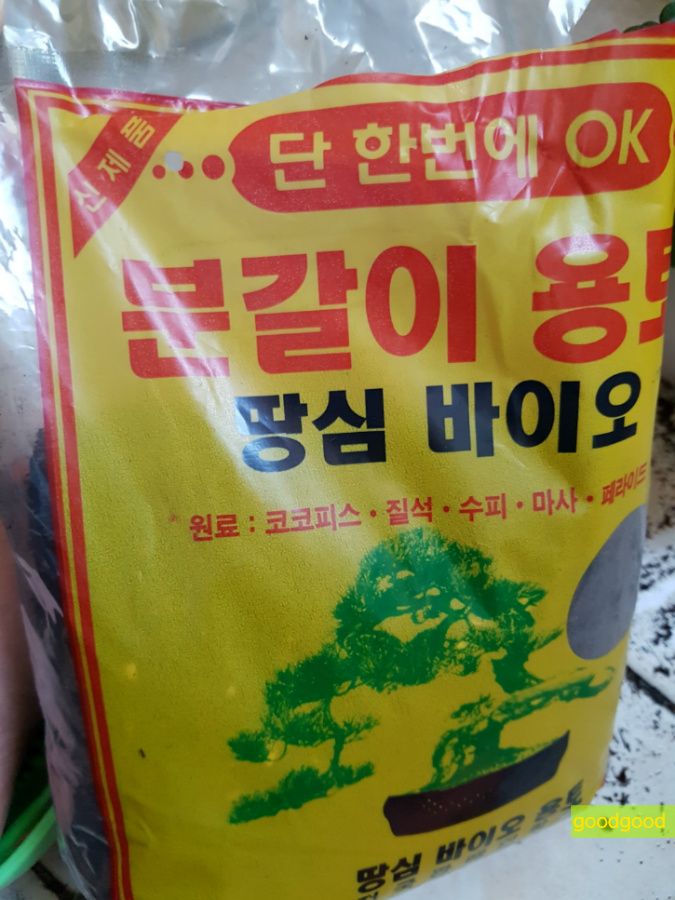 신제품
단 한번에 OK
분갈이 용토
땅심 바이오
원료 : 코코피스 · 질석 · 수피 · 마사 · 페라이트
땅심 바이오 용토
goodgood